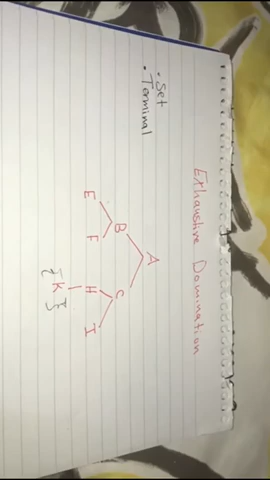 Exhaustive Domination
• Set
• Terminal
A
B C
E F H I
{K}